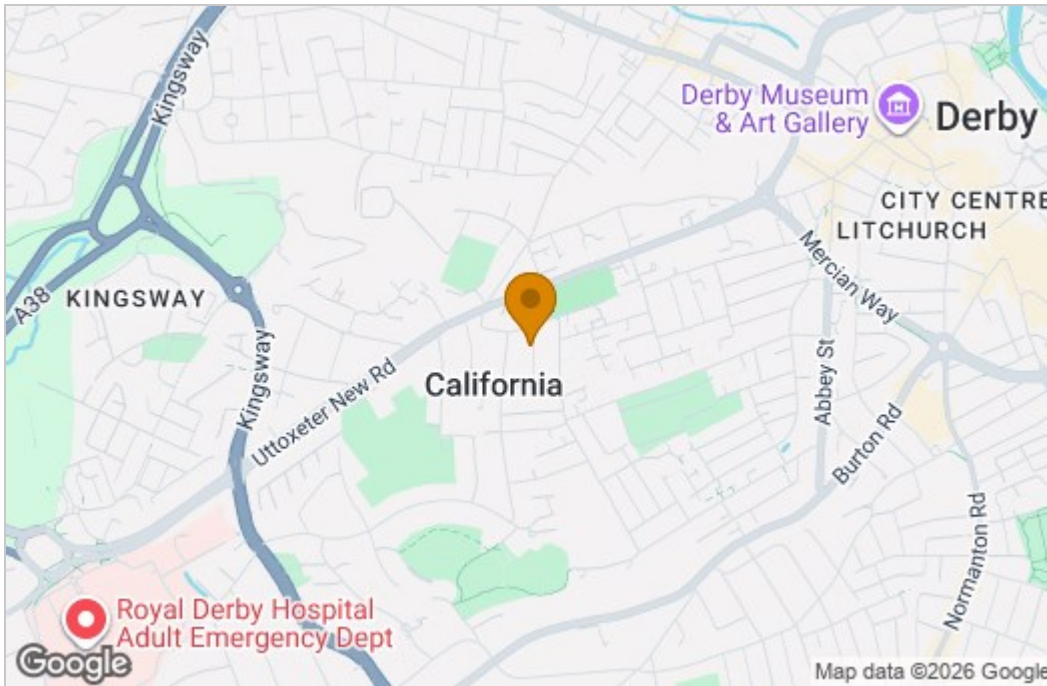 Kingsway
Derby Museum
& Art Gallery
Derby
CITY CENTRE
LITCHURCH
Mercian Way
A38
KINGSWAY
Kingsway
Uttoxeter New Rd
California
Abbey St
Burton Rd
Normanton Rd
Royal Derby Hospital
Adult Emergency Dept
Google
Map data ©2026 Google